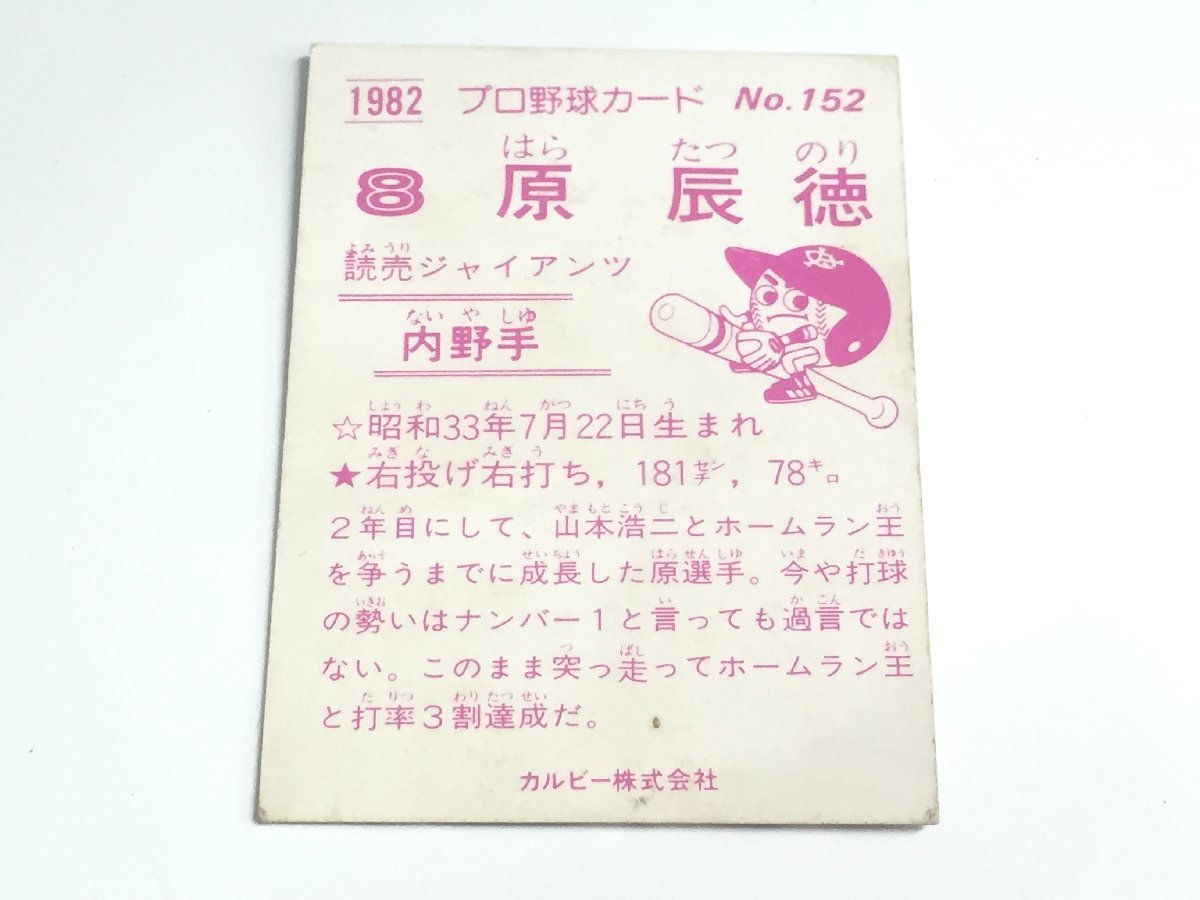 1982 プロ野球カード No.152
はら たつ のり
8 原 辰 徳
よみ うり
読売ジャイアンツ
ない や しゆ
内野手
しよう わ ねん がつ にち う
☆昭和33年7月22日生まれ
みぎ な みぎ う
★右投げ右打ち，181センチ，78キロ
ねん め やま もと こう じ おう
2年目にして、山本浩二とホームラン王
あらそ せい ちよう はら せん しゆ いま だ きゆう
を争うまでに成長した原選手。今や打球
いきお い か ごん
の勢いはナンバー1と言っても過言では
つ ばし おう
ない。このまま突っ走ってホームラン王
だ りつ わり たつ せい
と打率3割達成だ。
カルビー株式会社